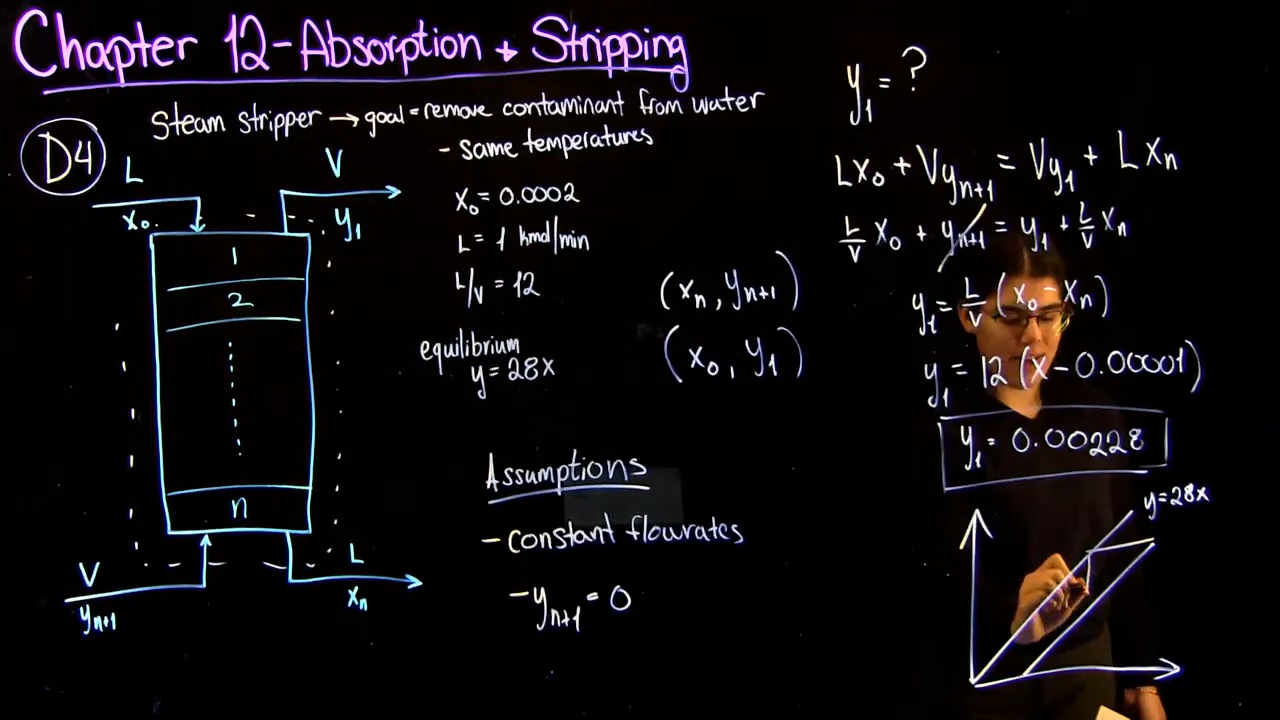 Chapter 12 - Absorption + Stripping
D4
Steam stripper → goal = remove contaminant from water
- same temperatures
L
V
x₀
y₁
1
2
n
V
yₙ₊₁
L
xₙ
x₀ = 0.0002
L = 1 kmol/min
L/V = 12
equilibrium
y = 28x
(xₙ, yₙ₊₁)
(x₀, y₁)
Assumptions
- constant flowrates
- yₙ₊₁ = 0
y₁ = ?
Lx₀ + Vyₙ₊₁ = Vy₁ + Lxₙ
L/V x₀ + yₙ₊₁ = y₁ + L/V xₙ
y₁ = L/V (x₀ - xₙ)
y₁ = 12 (x - 0.00001)
y₁ = 0.00228
y = 28x